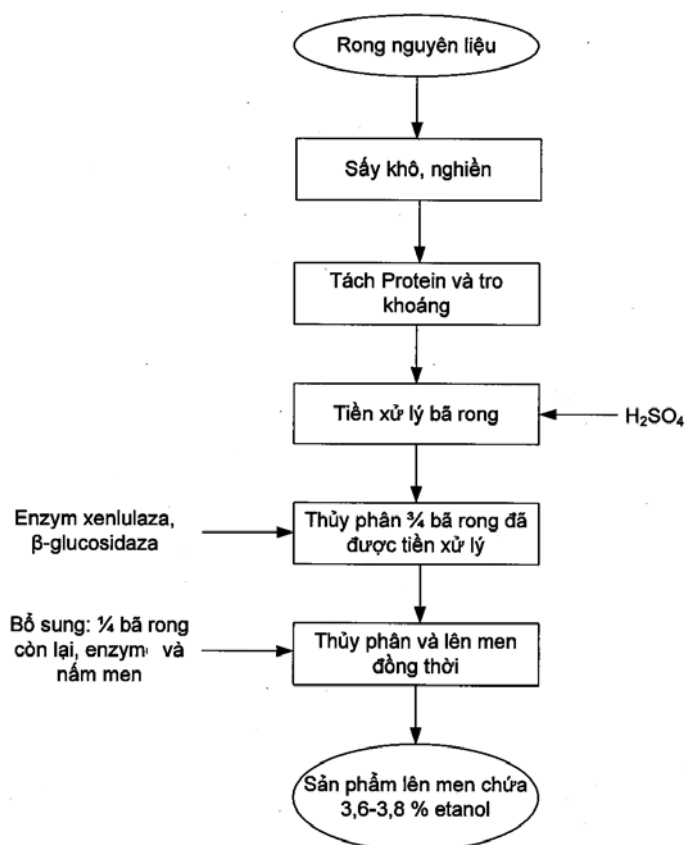 Rong nguyên liệu
Sấy khô, nghiền
Tách Protein và tro
khoáng
Tiền xử lý bã rong
H₂SO₄
Enzym xenlulaza,
β-glucosidaza
Thủy phân ¾ bã rong đã
được tiền xử lý
Bổ sung: ¼ bã rong
còn lại, enzym và
nấm men
Thủy phân và lên men
đồng thời
Sản phẩm lên men chứa
3,6-3,8 % etanol